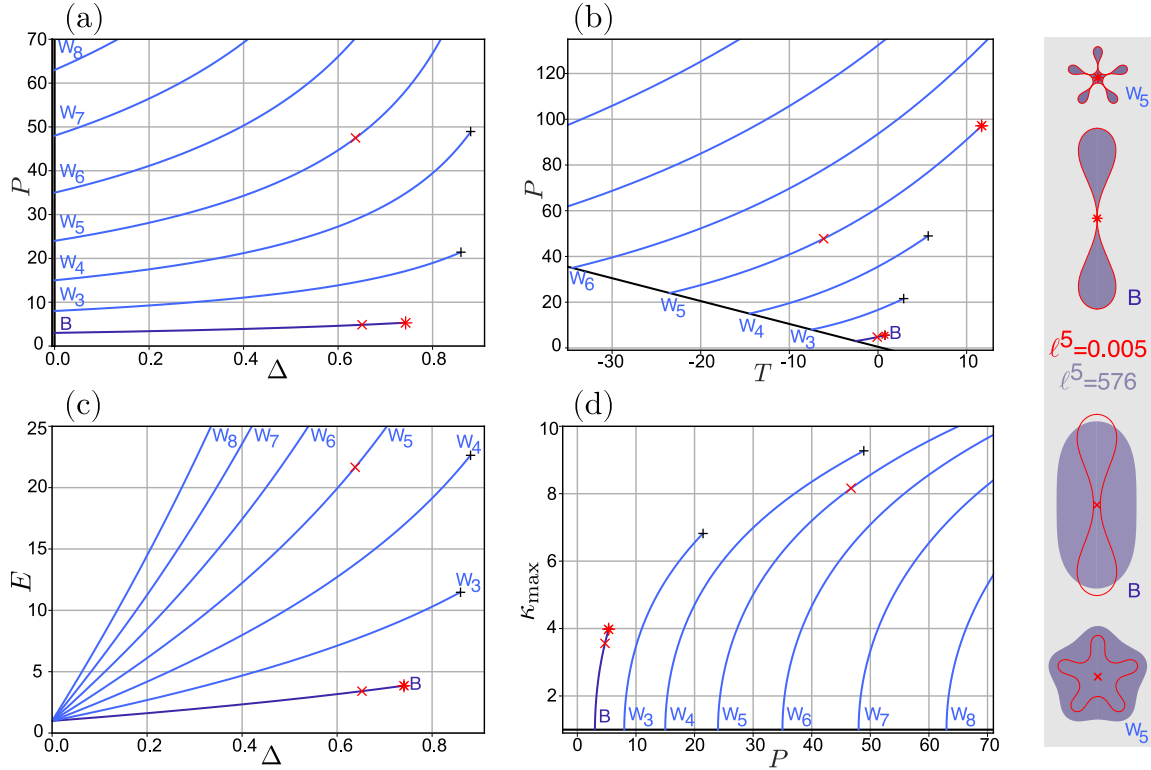 (a)
70
60
50
40
30
20
10
0
P
W8
W7
W6
W5
W4
W3
B
0.0
0.2
0.4
0.6
0.8
Δ
(b)
120
100
80
60
40
20
0
P
W6
W5
W4
W3
B
-30
-20
-10
0
10
T
(c)
25
20
15
10
5
0
E
W8
W7
W6
W5
W4
W3
B
0.0
0.2
0.4
0.6
0.8
Δ
(d)
10
8
6
4
2
κmax
B
W3
W4
W5
W6
W7
W8
0
10
20
30
40
50
60
70
P
W5
B
ℓ⁵=0.005
ℓ⁵=576
B
W5